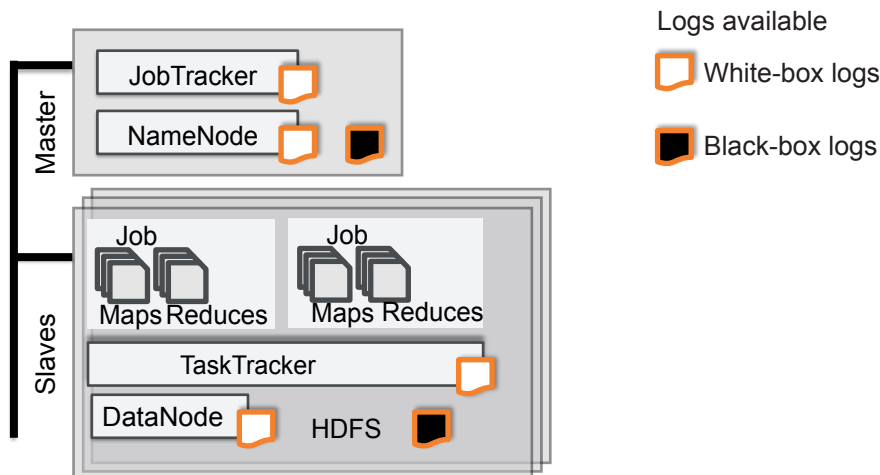 Logs available
White-box logs
Black-box logs
Master
JobTracker
NameNode
Slaves
Job
Maps Reduces
Job
Maps Reduces
TaskTracker
DataNode
HDFS